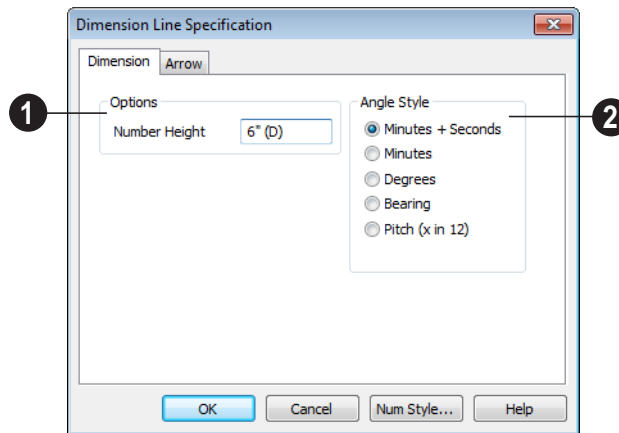 Dimension Line Specification
Dimension Arrow
1
Options
Number Height 6" (D)
Angle Style
2
Minutes + Seconds
Minutes
Degrees
Bearing
Pitch (x in 12)
OK Cancel Num Style... Help